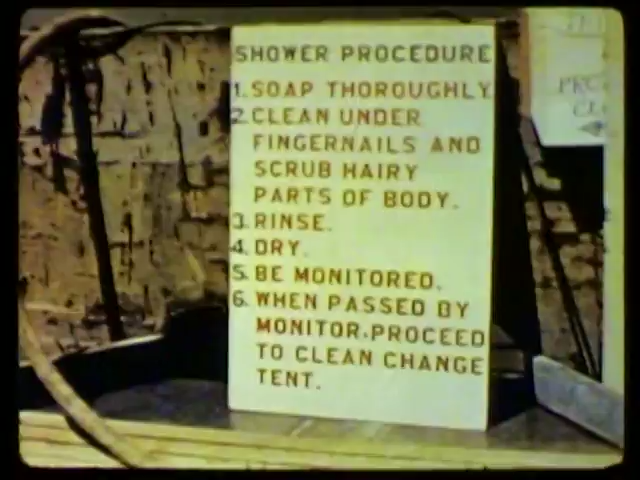 SHOWER PROCEDURE
1. SOAP THOROUGHLY
2. CLEAN UNDER
FINGERNAILS AND
SCRUB HAIRY
PARTS OF BODY.
3. RINSE.
4. DRY.
5. BE MONITORED.
6. WHEN PASSED BY
MONITOR, PROCEED
TO CLEAN CHANGE
TENT.